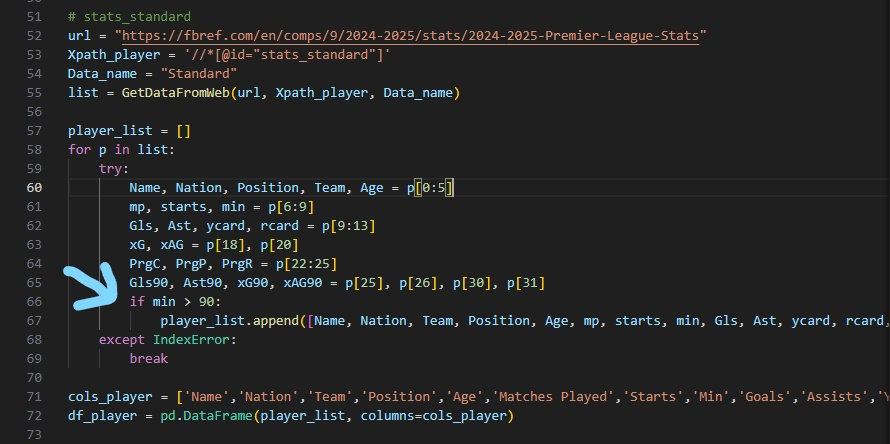 51 # stats_standard
52 url = "https://fbref.com/en/comps/9/2024-2025/stats/2024-2025-Premier-League-Stats"
53 Xpath_player = '//*[@id="stats_standard"]'
54 Data_name = "Standard"
55 list = GetDataFromWeb(url, Xpath_player, Data_name)
56
57 player_list = []
58 for p in list:
59     try:
60         Name, Nation, Position, Team, Age = p[0:5]
61         mp, starts, min = p[6:9]
62         Gls, Ast, ycard, rcard = p[9:13]
63         xG, xAG = p[18], p[20]
64         PrgC, PrgP, PrgR = p[22:25]
65         Gls90, Ast90, xG90, xAG90 = p[25], p[26], p[30], p[31]
66         if min > 90:
67             player_list.append([Name, Nation, Team, Position, Age, mp, starts, min, Gls, Ast, ycard, rcard,
68     except IndexError:
69         break
70
71 cols_player = ['Name','Nation','Team','Position','Age','Matches Played','Starts','Min','Goals','Assists','Y
72 df_player = pd.DataFrame(player_list, columns=cols_player)
73